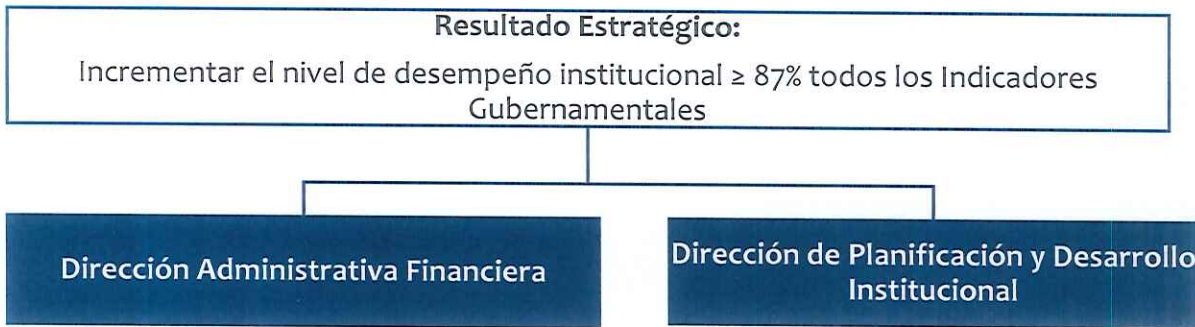 Resultado Estratégico:
Incrementar el nivel de desempeño institucional ≥ 87% todos los Indicadores
Gubernamentales
Dirección Administrativa Financiera
Dirección de Planificación y Desarrollo
Institucional